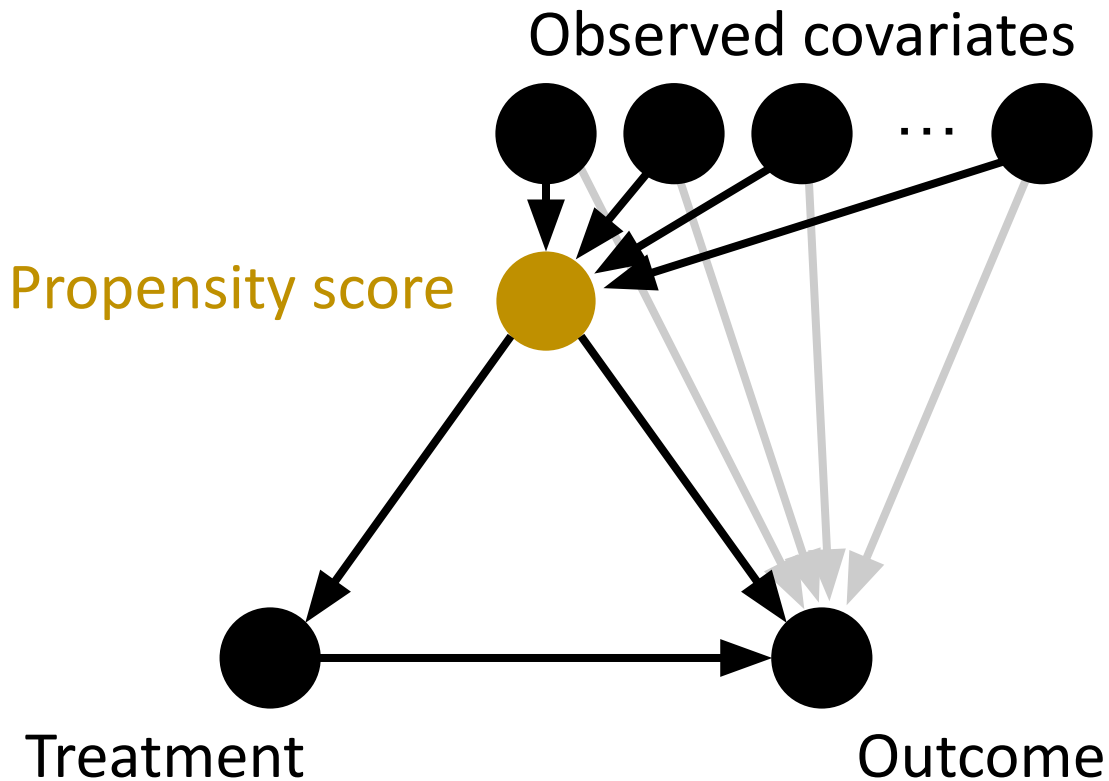 Observed covariates
...
Propensity score
Treatment
Outcome